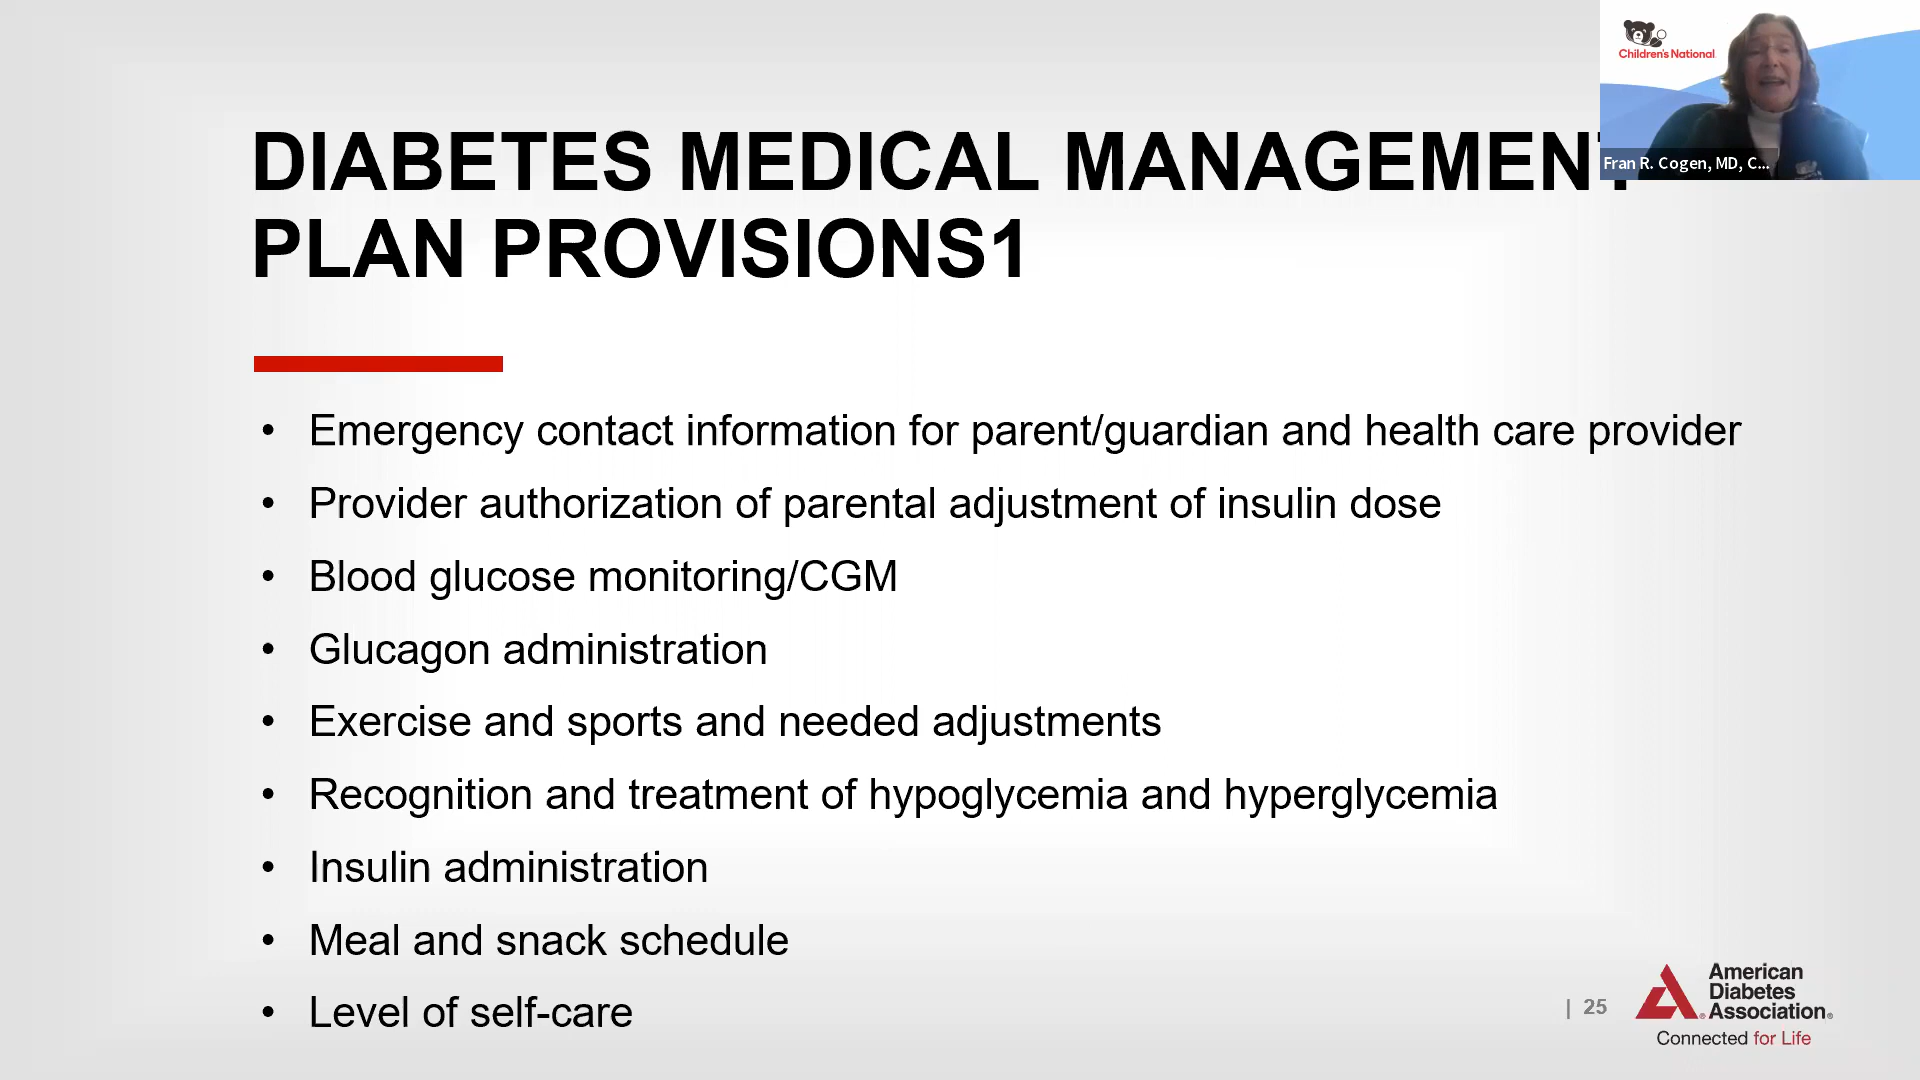 Children's National
Fran R. Cogen, MD, C...
DIABETES MEDICAL MANAGEMENT
PLAN PROVISIONS1
• Emergency contact information for parent/guardian and health care provider
• Provider authorization of parental adjustment of insulin dose
• Blood glucose monitoring/CGM
• Glucagon administration
• Exercise and sports and needed adjustments
• Recognition and treatment of hypoglycemia and hyperglycemia
• Insulin administration
• Meal and snack schedule
• Level of self-care
| 25
American
Diabetes
Association®
Connected for Life